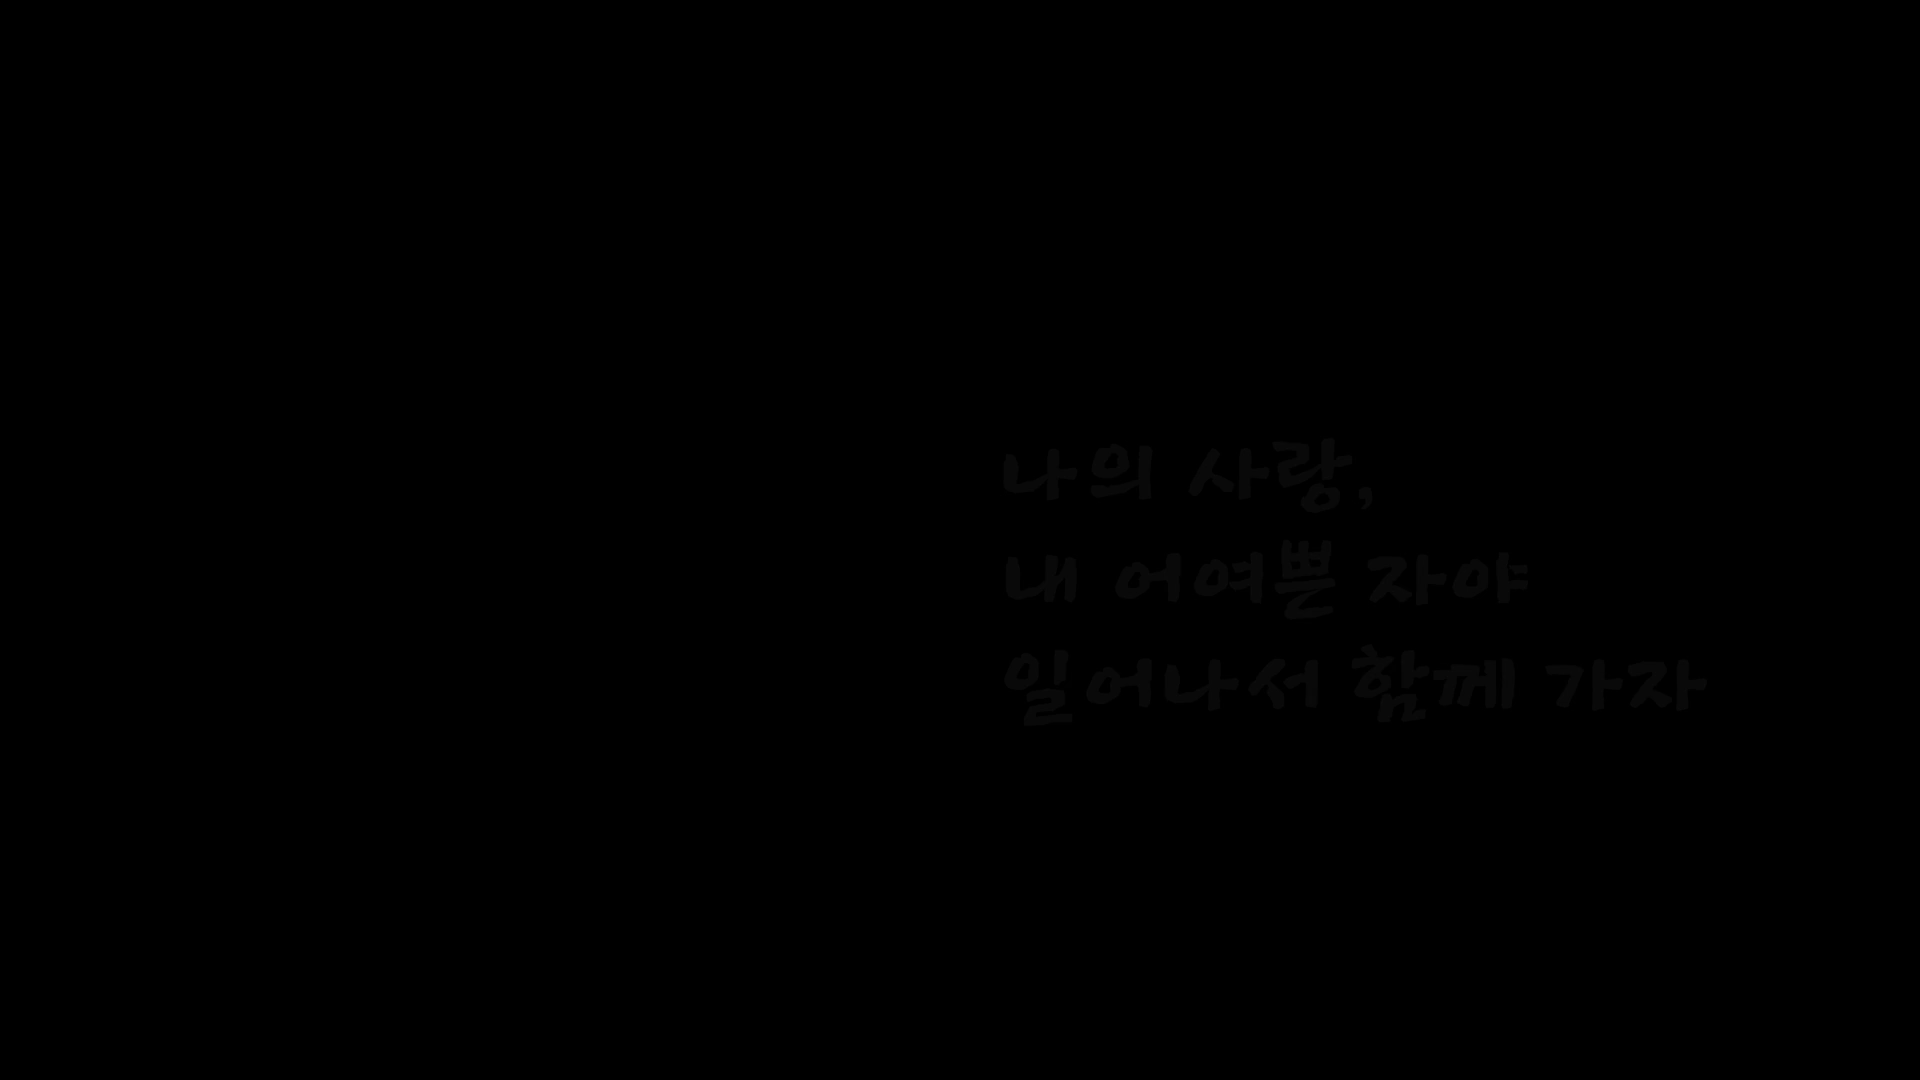 나의 사랑,
내 어여쁜 자야
일어나서 함께 가자